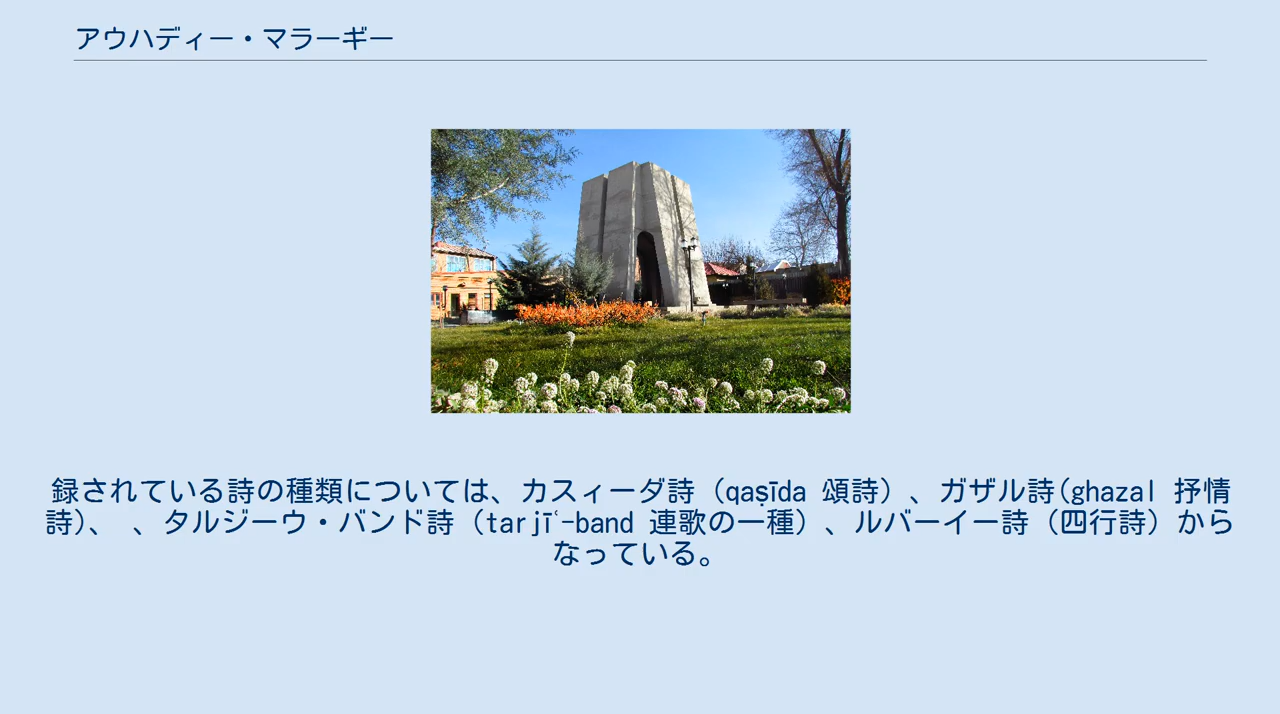 アウハディー・マラーギー
録されている詩の種類については、カスィーダ詩（qaṣīda 頌詩）、ガザル詩(ghazal 抒情
詩)、 、タルジーウ・バンド詩（tarjīʿ-band 連歌の一種）、ルバーイー詩（四行詩）から
なっている。